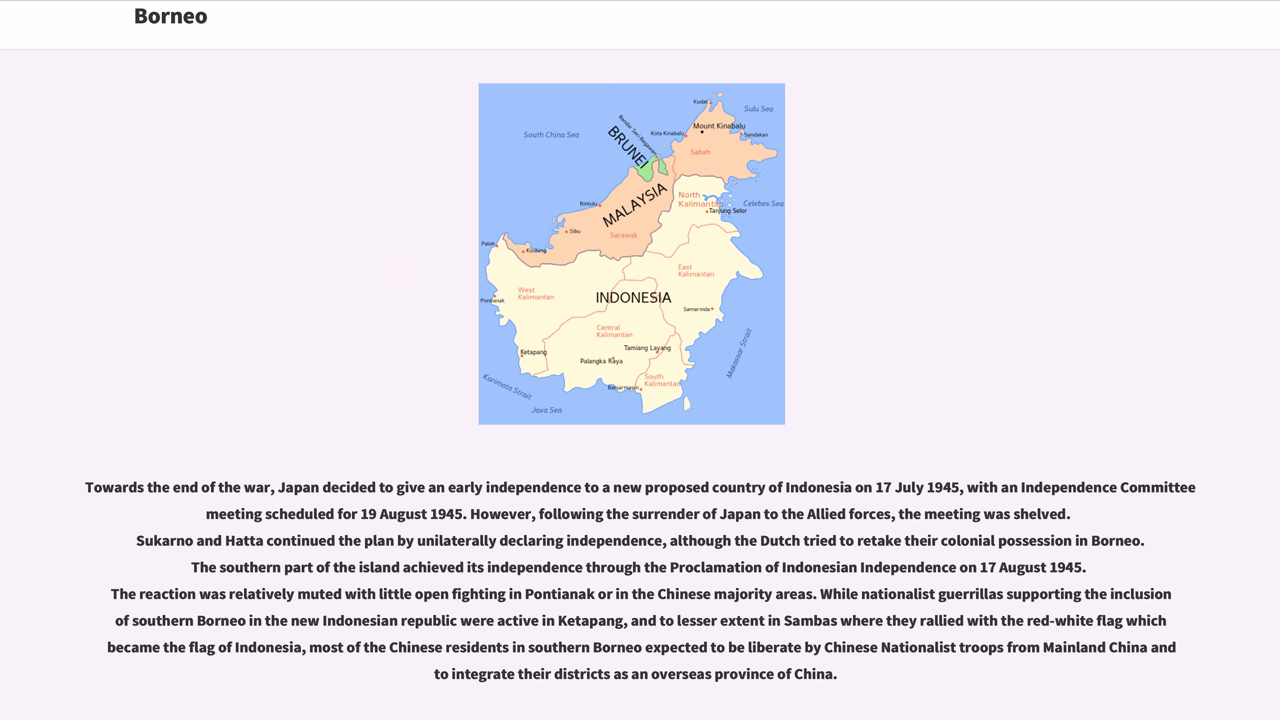 Borneo
Kudat
Sulu Sea
Mount Kinabalu
Kota Kinabalu
Sandakan
South China Sea
Bandar Seri Begawan
BRUNEI
Sabah
MALAYSIA
North
Kalimantan
Celebes Sea
Tanjung Selor
Bintulu
Sibu
Sarawak
Paloh
Kuching
East
Kalimantan
West
Kalimantan
Pontianak
INDONESIA
Samarinda
Central
Kalimantan
Tamiang Layang
Ketapang
Palangka Raya
Makassar Strait
South
Kalimantan
Banjarmasin
Karimata Strait
Java Sea
Towards the end of the war, Japan decided to give an early independence to a new proposed country of Indonesia on 17 July 1945, with an Independence Committee
meeting scheduled for 19 August 1945. However, following the surrender of Japan to the Allied forces, the meeting was shelved.
Sukarno and Hatta continued the plan by unilaterally declaring independence, although the Dutch tried to retake their colonial possession in Borneo.
The southern part of the island achieved its independence through the Proclamation of Indonesian Independence on 17 August 1945.
The reaction was relatively muted with little open fighting in Pontianak or in the Chinese majority areas. While nationalist guerrillas supporting the inclusion
of southern Borneo in the new Indonesian republic were active in Ketapang, and to lesser extent in Sambas where they rallied with the red-white flag which
became the flag of Indonesia, most of the Chinese residents in southern Borneo expected to be liberate by Chinese Nationalist troops from Mainland China and
to integrate their districts as an overseas province of China.